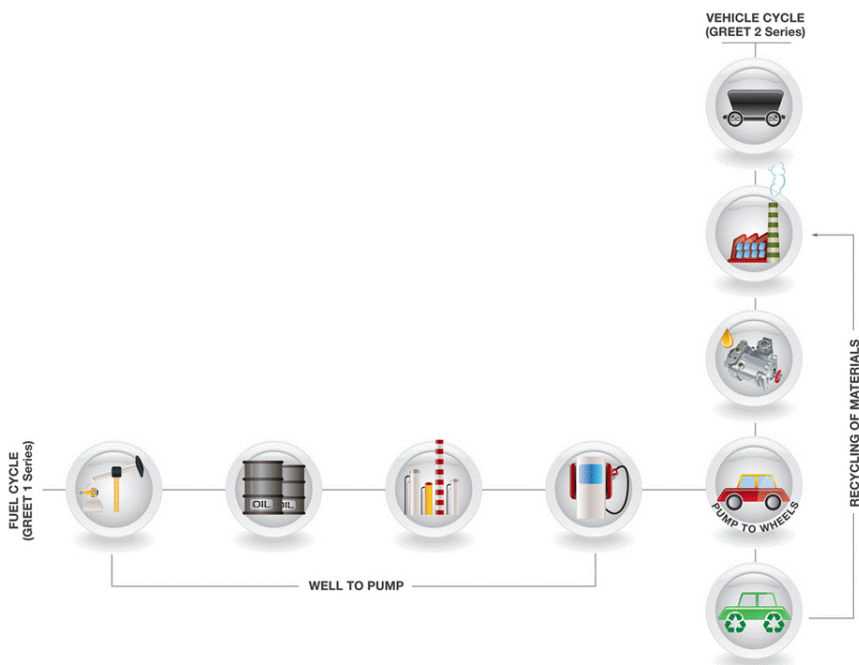 VEHICLE CYCLE
(GREET 2 Series)
FUEL CYCLE
(GREET 1 Series)
OIL
OIL
PUMP TO WHEELS
WELL TO PUMP
RECYCLING OF MATERIALS